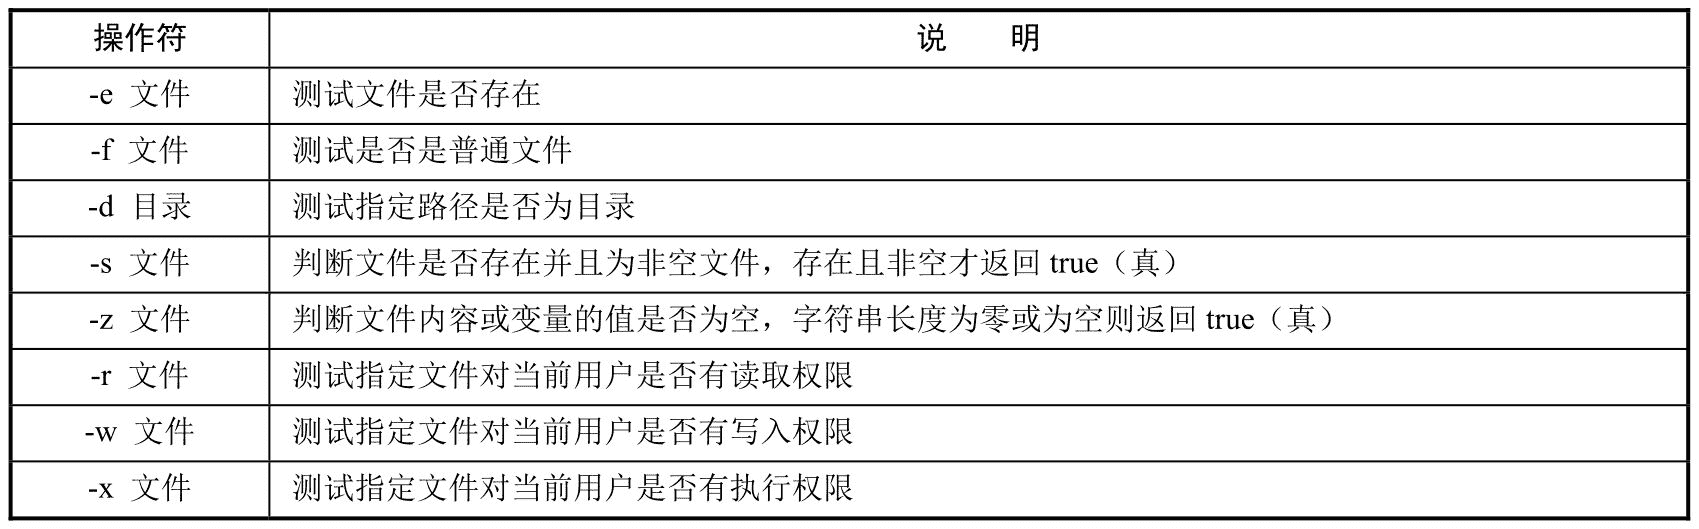 操作符 说 明
-e 文件 测试文件是否存在
-f 文件 测试是否是普通文件
-d 目录 测试指定路径是否为目录
-s 文件 判断文件是否存在并且为非空文件，存在且非空才返回 true（真）
-z 文件 判断文件内容或变量的值是否为空，字符串长度为零或为空则返回 true（真）
-r 文件 测试指定文件对当前用户是否有读取权限
-w 文件 测试指定文件对当前用户是否有写入权限
-x 文件 测试指定文件对当前用户是否有执行权限